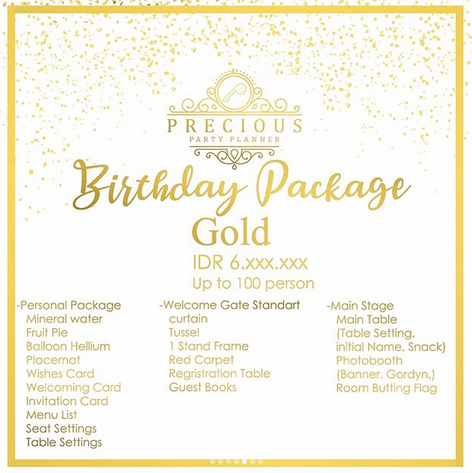 PRECIOUS
PARTY PLANNER
Birthday Package
Gold
IDR 6.xxx.xxx
Up to 100 person
-Personal Package
Mineral water
Fruit Pie
Balloon Hellium
Placemat
Wishes Card
Welcoming Card
Invitation Card
Menu List
Seat Settings
Table Settings
-Welcome Gate Standart
curtain
Tussel
1 Stand Frame
Red Carpet
Regristration Table
Guest Books
-Main Stage
Main Table
(Table Setting,
initial Name, Snack)
Photobooth
(Banner, Gordyn,)
Room Butting Flag